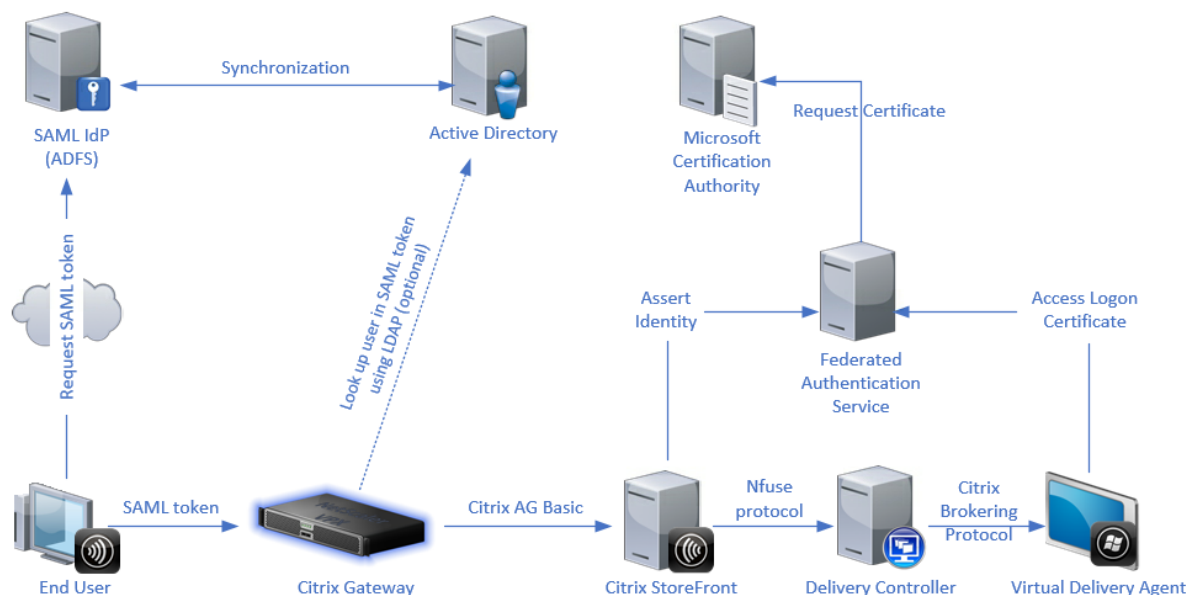 Synchronization
SAML IdP
(ADFS)
Active Directory
Request Certificate
Microsoft
Certification
Authority
Request SAML token
Look up user in SAML token
using LDAP (optional)
Assert
Identity
Access Logon
Certificate
Federated
Authentication
Service
SAML token
Citrix AG Basic
Nfuse
protocol
Citrix
Brokering
Protocol
End User
Citrix Gateway
Citrix StoreFront
Delivery Controller
Virtual Delivery Agent